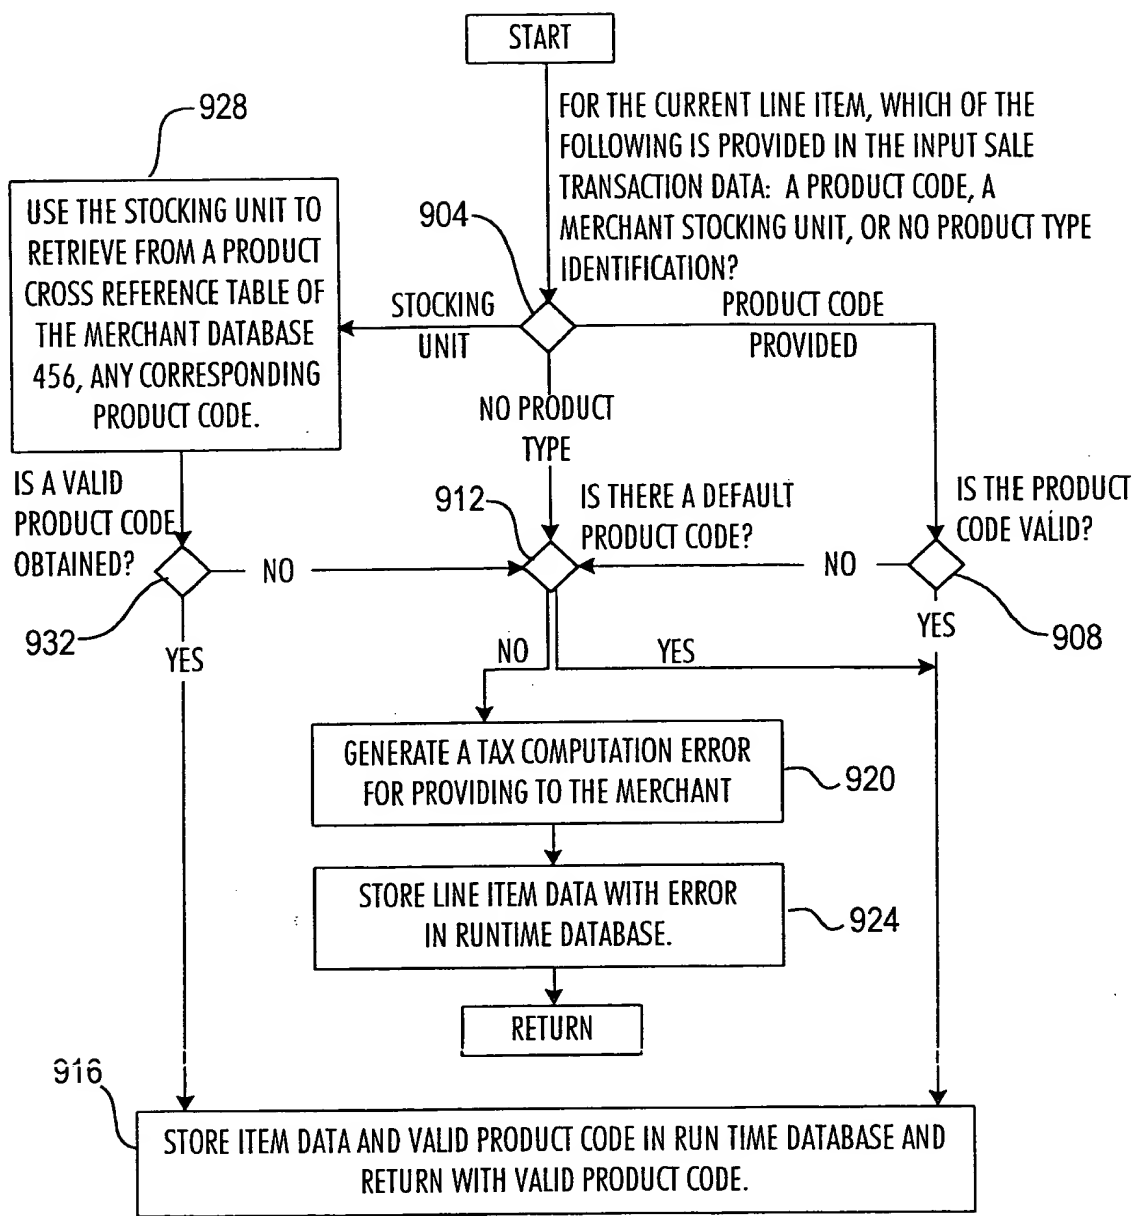 START
FOR THE CURRENT LINE ITEM, WHICH OF THE
FOLLOWING IS PROVIDED IN THE INPUT SALE
TRANSACTION DATA: A PRODUCT CODE, A
MERCHANT STOCKING UNIT, OR NO PRODUCT TYPE
IDENTIFICATION?
928
USE THE STOCKING UNIT TO
RETRIEVE FROM A PRODUCT
CROSS REFERENCE TABLE OF
THE MERCHANT DATABASE
456, ANY CORRESPONDING
PRODUCT CODE.
904
STOCKING
UNIT
PRODUCT CODE
PROVIDED
NO PRODUCT
TYPE
IS A VALID
PRODUCT CODE
OBTAINED?
912
IS THERE A DEFAULT
PRODUCT CODE?
IS THE PRODUCT
CODE VALID?
NO
NO
932
YES
YES
908
NO
YES
GENERATE A TAX COMPUTATION ERROR
FOR PROVIDING TO THE MERCHANT
920
STORE LINE ITEM DATA WITH ERROR
IN RUNTIME DATABASE.
924
RETURN
916
STORE ITEM DATA AND VALID PRODUCT CODE IN RUN TIME DATABASE AND
RETURN WITH VALID PRODUCT CODE.